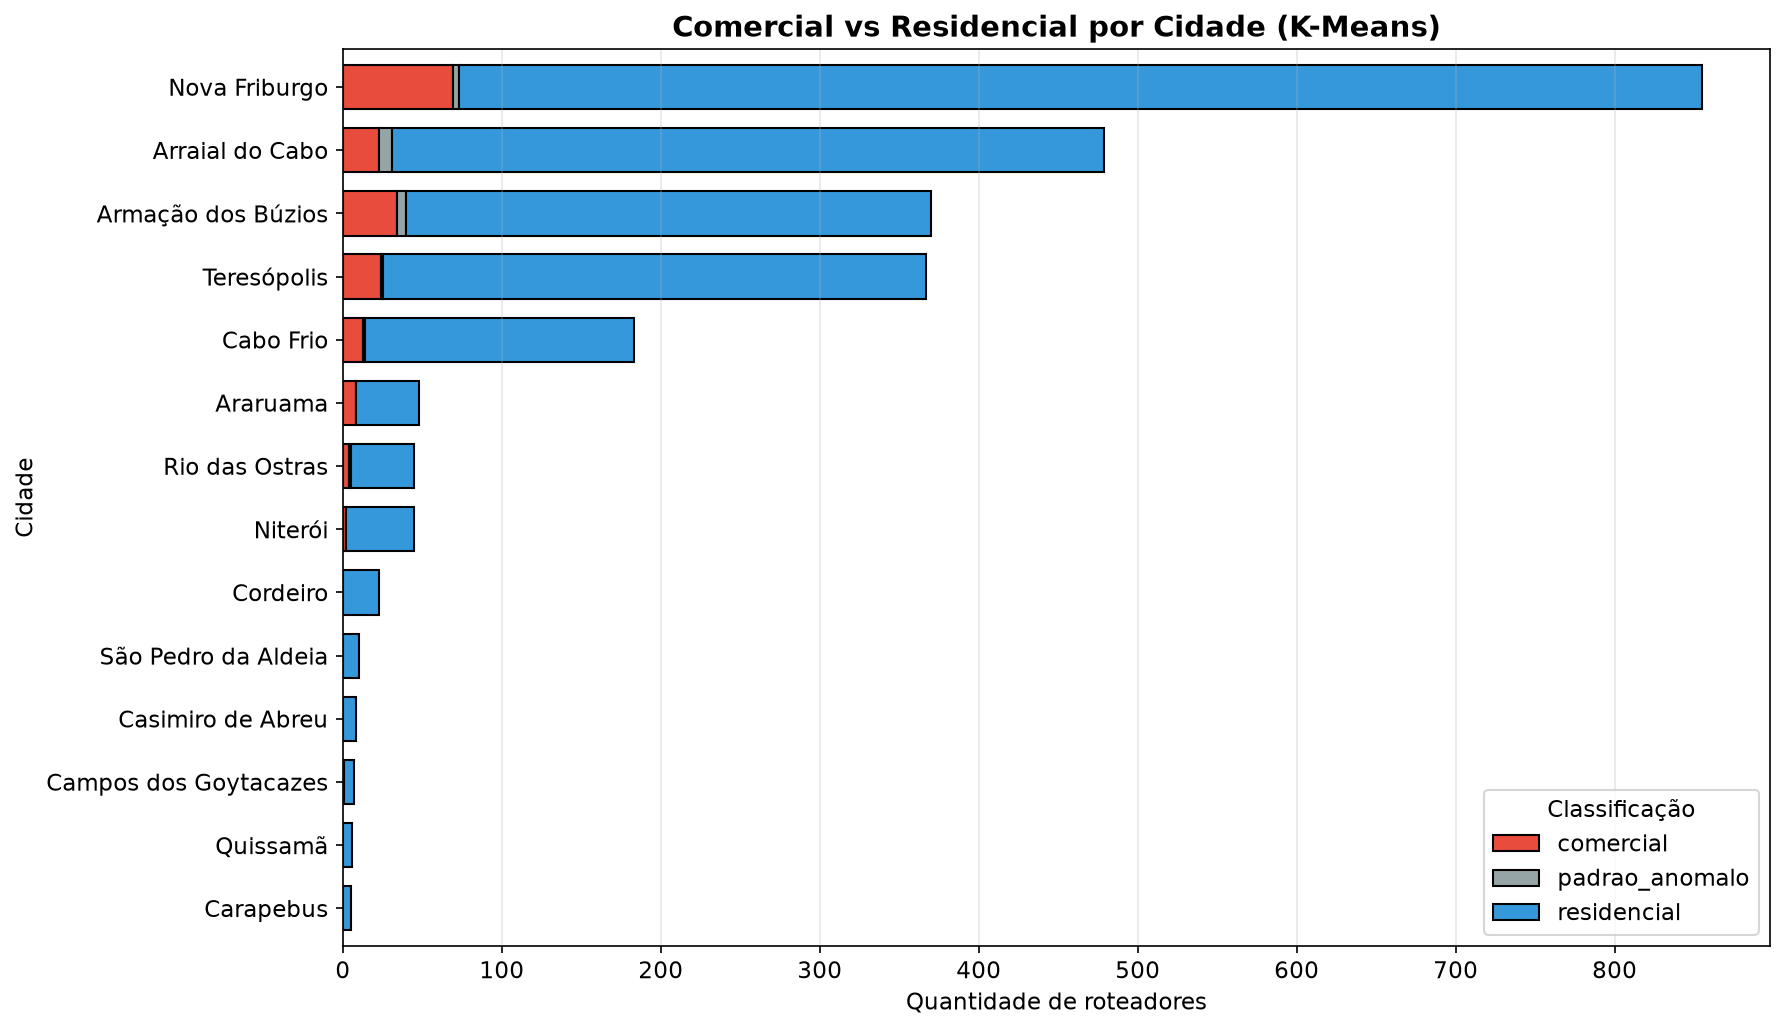 Comercial vs Residencial por Cidade (K-Means)
Cidade
Nova Friburgo
Arraial do Cabo
Armação dos Búzios
Teresópolis
Cabo Frio
Araruama
Rio das Ostras
Niterói
Cordeiro
São Pedro da Aldeia
Casimiro de Abreu
Campos dos Goytacazes
Quissamã
Carapebus
Classificação
comercial
padrao_anomalo
residencial
0 100 200 300 400 500 600 700 800
Quantidade de roteadores